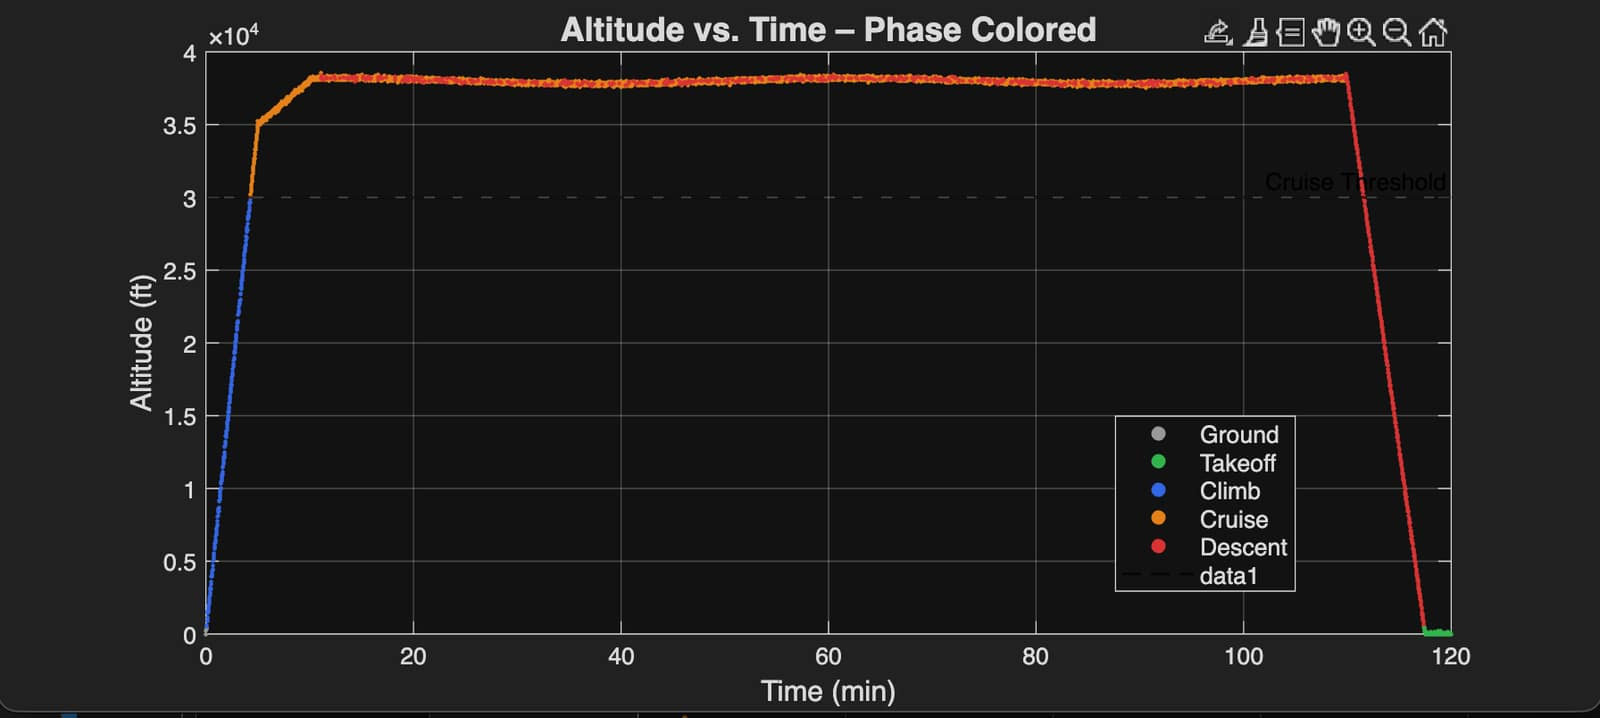 Altitude vs. Time – Phase Colored
×10⁴
4
3.5
3
2.5
2
1.5
1
0.5
0
Altitude (ft)
Cruise Threshold
Ground
Takeoff
Climb
Cruise
Descent
data1
0 20 40 60 80 100 120
Time (min)